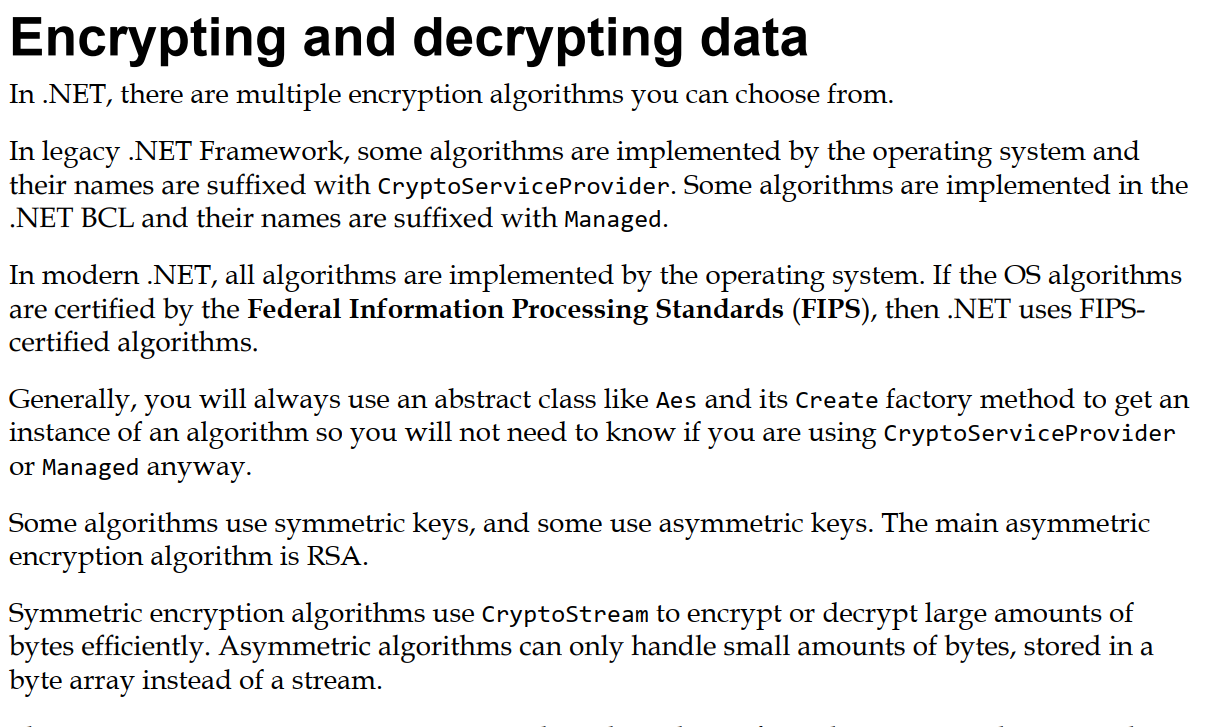 Encrypting and decrypting data
In .NET, there are multiple encryption algorithms you can choose from.
In legacy .NET Framework, some algorithms are implemented by the operating system and
their names are suffixed with CryptoServiceProvider. Some algorithms are implemented in the
.NET BCL and their names are suffixed with Managed.
In modern .NET, all algorithms are implemented by the operating system. If the OS algorithms
are certified by the Federal Information Processing Standards (FIPS), then .NET uses FIPS-
certified algorithms.
Generally, you will always use an abstract class like Aes and its Create factory method to get an
instance of an algorithm so you will not need to know if you are using CryptoServiceProvider
or Managed anyway.
Some algorithms use symmetric keys, and some use asymmetric keys. The main asymmetric
encryption algorithm is RSA.
Symmetric encryption algorithms use CryptoStream to encrypt or decrypt large amounts of
bytes efficiently. Asymmetric algorithms can only handle small amounts of bytes, stored in a
byte array instead of a stream.